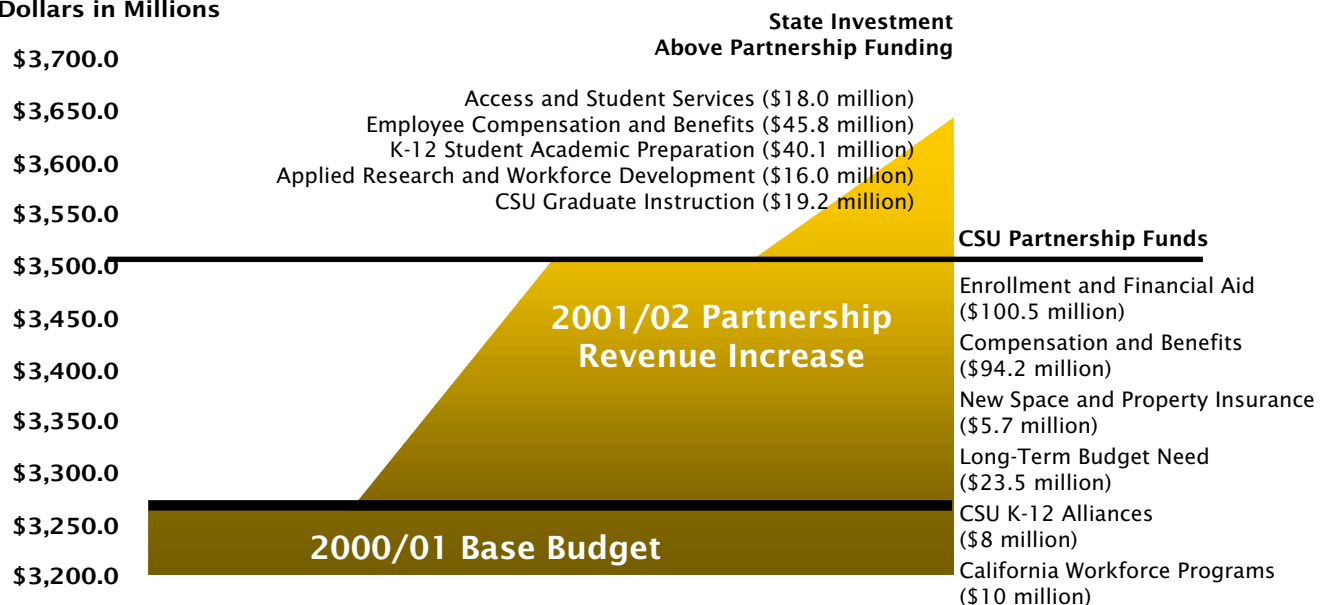 Dollars in Millions
State Investment
Above Partnership Funding
$3,700.0
$3,650.0
$3,600.0
$3,550.0
$3,500.0
$3,450.0
$3,400.0
$3,350.0
$3,300.0
$3,250.0
$3,200.0
Access and Student Services ($18.0 million)
Employee Compensation and Benefits ($45.8 million)
K-12 Student Academic Preparation ($40.1 million)
Applied Research and Workforce Development ($16.0 million)
CSU Graduate Instruction ($19.2 million)
2001/02 Partnership
Revenue Increase
2000/01 Base Budget
CSU Partnership Funds
Enrollment and Financial Aid
($100.5 million)
Compensation and Benefits
($94.2 million)
New Space and Property Insurance
($5.7 million)
Long-Term Budget Need
($23.5 million)
CSU K-12 Alliances
($8 million)
California Workforce Programs
($10 million)